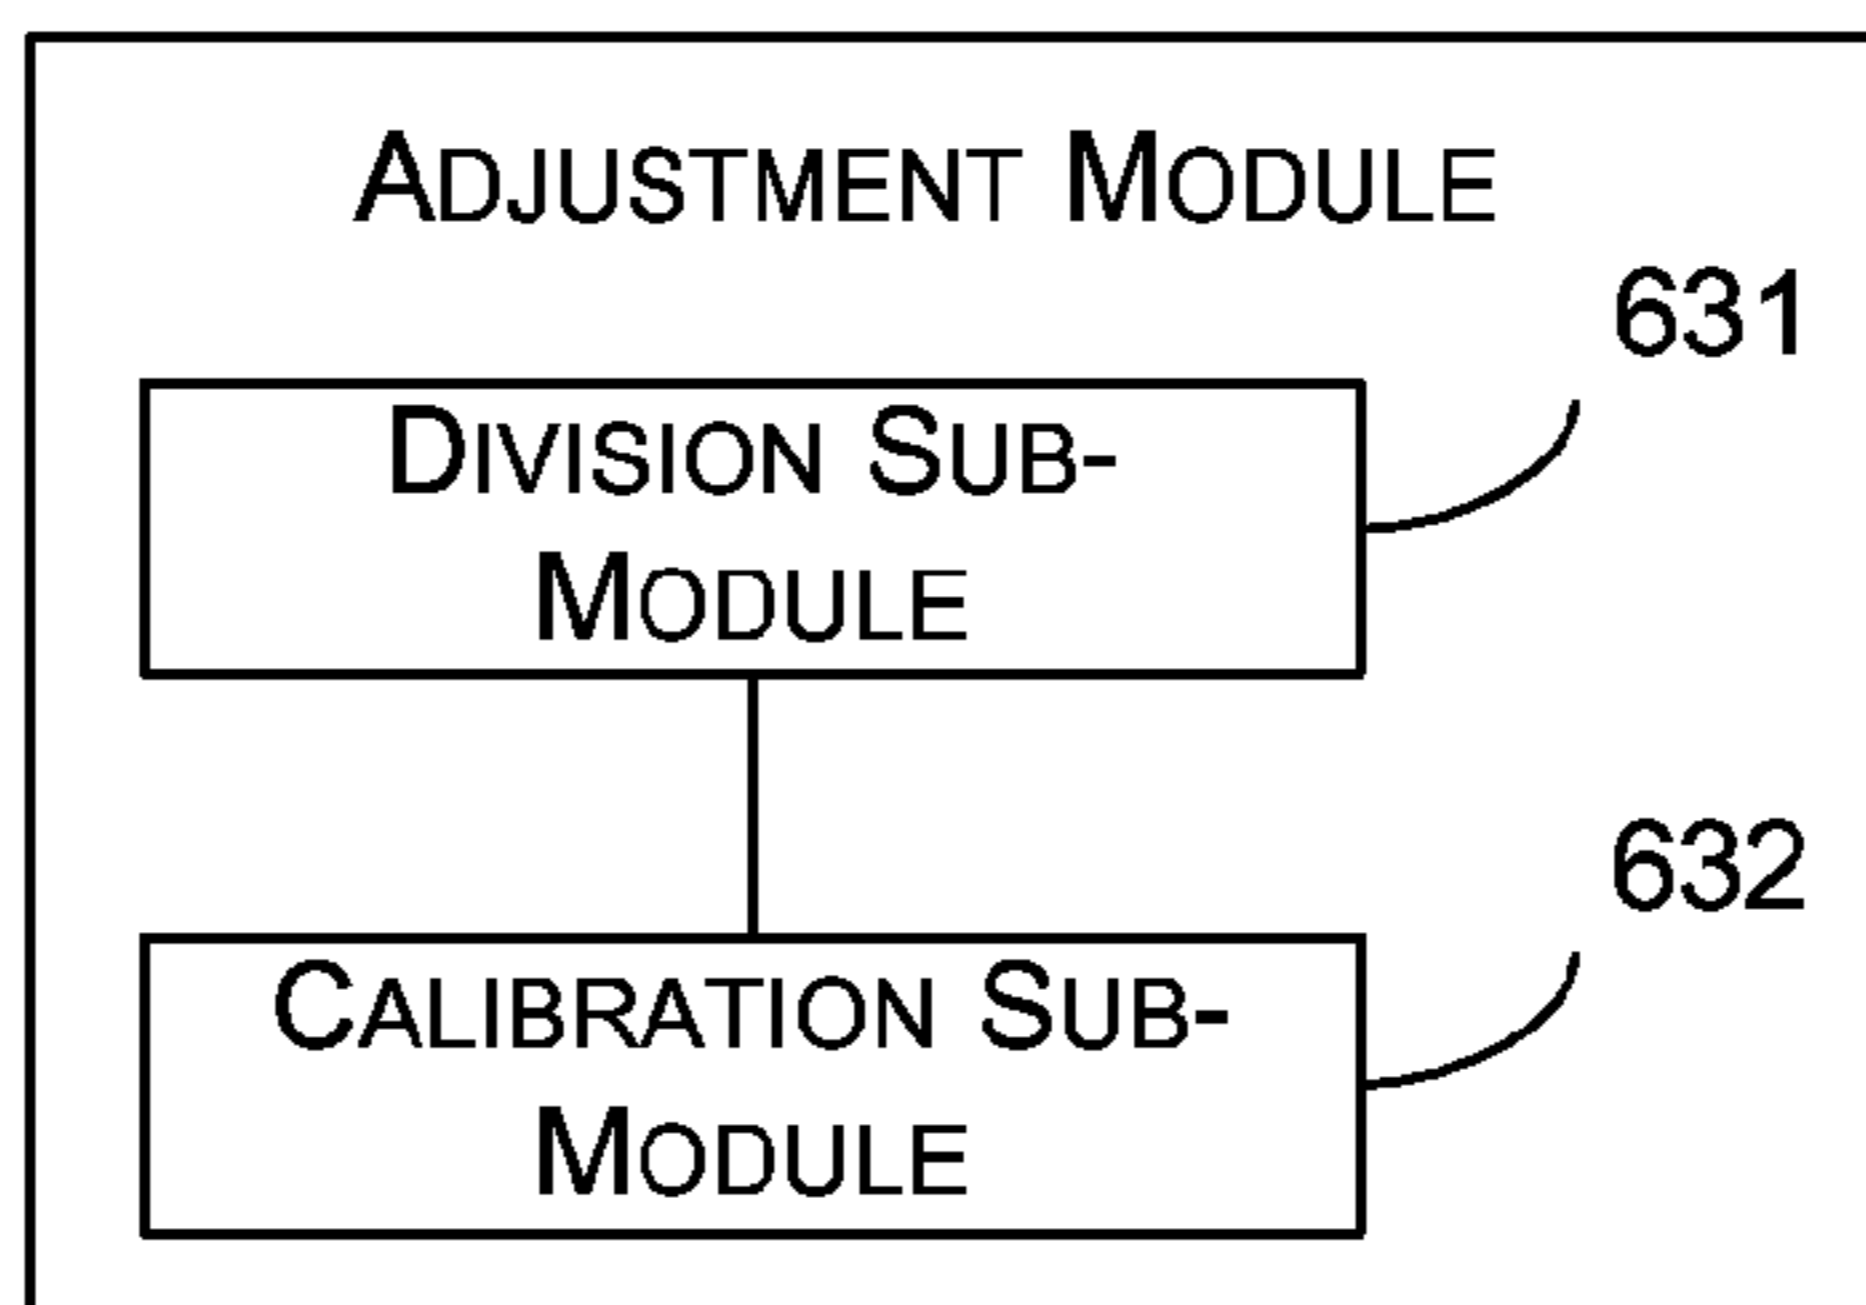 ADJUSTMENT MODULE
631
DIVISION SUB-
MODULE
632
CALIBRATION SUB-
MODULE